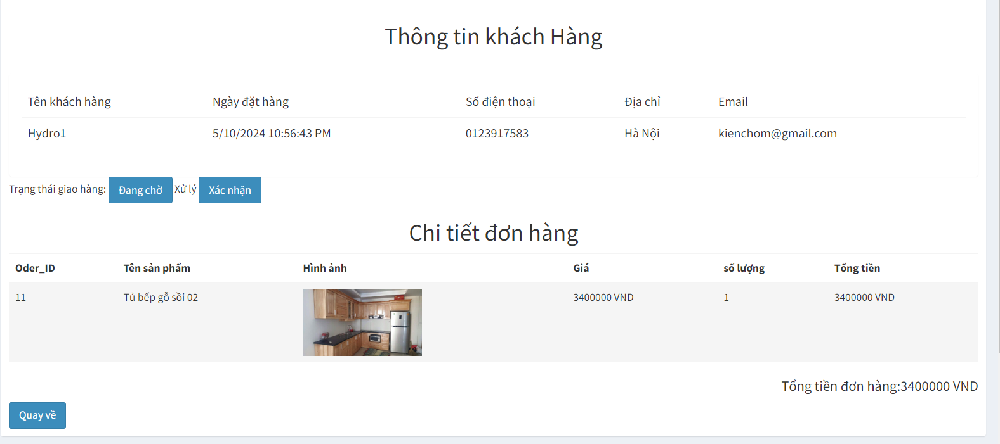 Thông tin khách Hàng
Tên khách hàng Ngày đặt hàng Số điện thoại Địa chỉ Email
Hydro1 5/10/2024 10:56:43 PM 0123917583 Hà Nội kienchom@gmail.com
Trạng thái giao hàng: Đang chờ Xử lý Xác nhận
Chi tiết đơn hàng
Oder_ID Tên sản phẩm Hình ảnh Giá số lượng Tổng tiền
11 Tủ bếp gỗ sồi 02 3400000 VND 1 3400000 VND
Tổng tiền đơn hàng:3400000 VND
Quay về